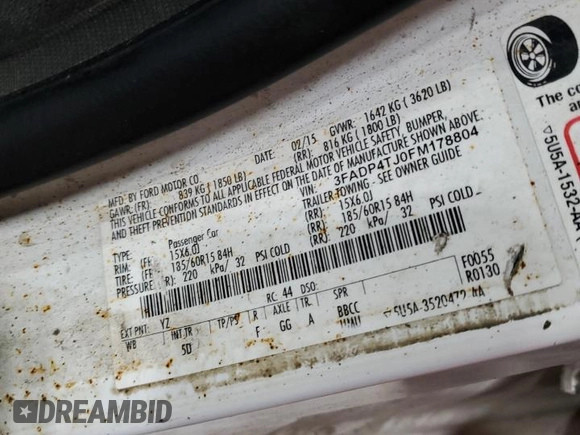 MFD. BY FORD MOTOR CO
DATE: 02/15 GVWR: 1642 KG ( 3620 LB)
GAWR: (FR): 839 KG ( 1850 LB) (RR): 816 KG ( 1800 LB)
THIS VEHICLE CONFORMS TO ALL APPLICABLE FEDERAL MOTOR VEHICLE SAFETY, BUMPER,
AND THEFT PREVENTION STANDARDS IN EFFECT ON THE DATE OF MANUFACTURE SHOWN ABOVE.
VIN: 3FADP4TJ0FM178804
TYPE: Passenger Car TRAILER TOWING - SEE OWNER GUIDE
RIM: (FF) 15X6.0J (RR): 15X6.0J
TIRE: (FF) 185/60R15 84H (RR): 185/60R15 84H
PRESSURE: (FF) 220 kPa/ 32 PSI COLD (RR): 220 kPa/ 32 PSI COLD
F0055
R0130
EXT PNT: YZ RC: 44 DSO:
WB INT TR TP/PS R AXLE TR SPR
5D F GG A BBCC
5U5A-3520472-AA
The co
5U5A-1532-AA
DREAMBID